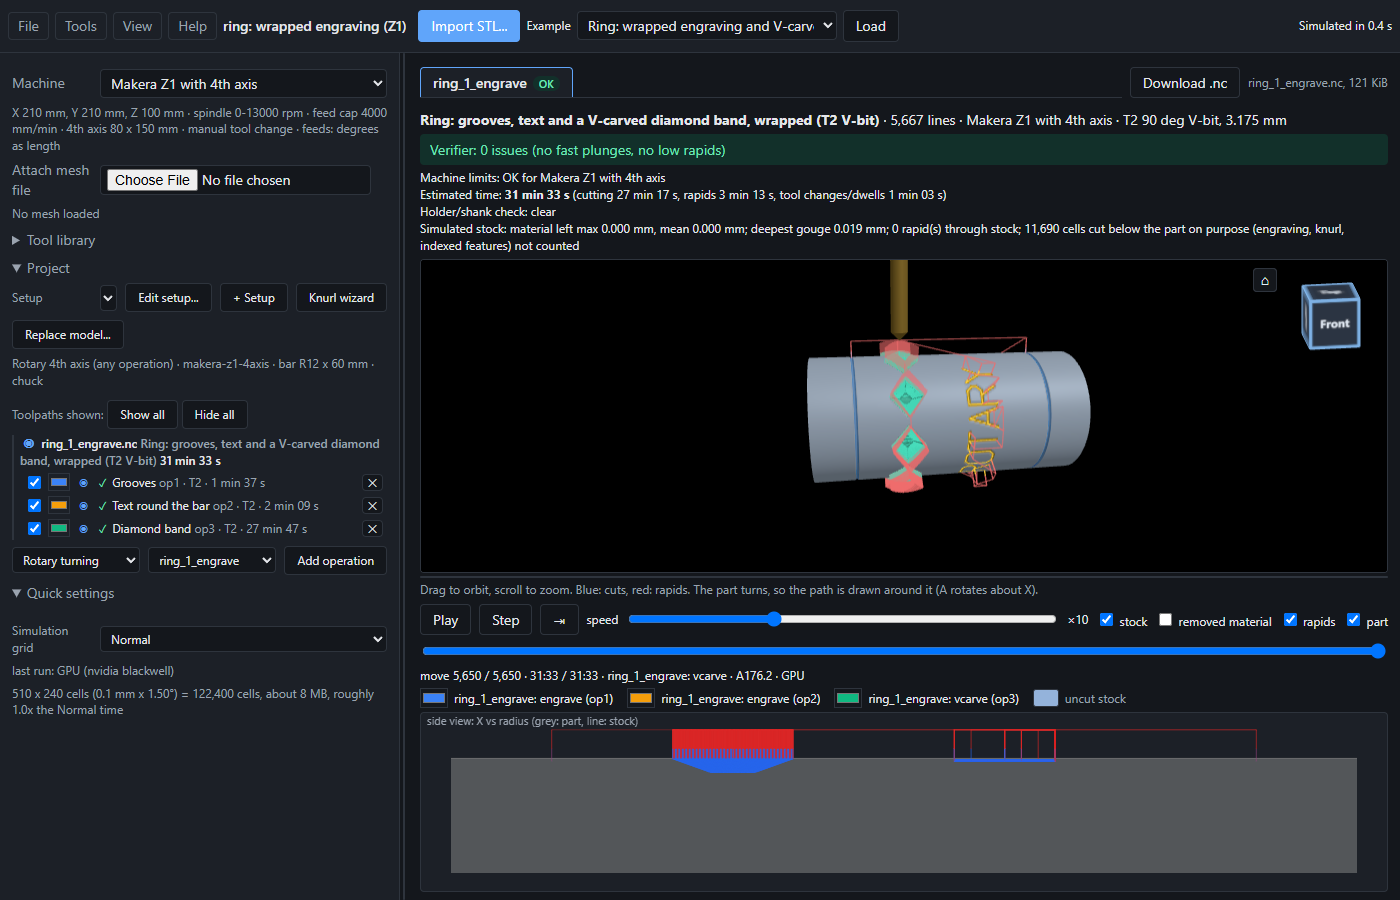 File Tools View Help ring: wrapped engraving (Z1) Import STL... Example Ring: wrapped engraving and V-carv Load Simulated in 0.4 s
Machine Makera Z1 with 4th axis
X 210 mm, Y 210 mm, Z 100 mm · spindle 0-13000 rpm · feed cap 4000
mm/min · 4th axis 80 x 150 mm · manual tool change · feeds: degrees
as length
Attach mesh
file
Choose File No file chosen
No mesh loaded
Tool library
Project
Setup Edit setup... + Setup Knurl wizard
Replace model...
Rotary 4th axis (any operation) · makera-z1-4axis · bar R12 x 60 mm ·
chuck
Toolpaths shown: Show all Hide all
ring_1_engrave.nc Ring: grooves, text and a V-carved diamond
band, wrapped (T2 V-bit) 31 min 33 s
✓ Grooves op1 · T2 · 1 min 37 s
✓ Text round the bar op2 · T2 · 2 min 09 s
✓ Diamond band op3 · T2 · 27 min 47 s
Rotary turning ring_1_engrave Add operation
Quick settings
Simulation
grid
Normal
last run: GPU (nvidia blackwell)
510 x 240 cells (0.1 mm x 1.50°) = 122,400 cells, about 8 MB, roughly
1.0x the Normal time
ring_1_engrave OK Download .nc ring_1_engrave.nc, 121 KiB
Ring: grooves, text and a V-carved diamond band, wrapped (T2 V-bit) · 5,667 lines · Makera Z1 with 4th axis · T2 90 deg V-bit, 3.175 mm
Verifier: 0 issues (no fast plunges, no low rapids)
Machine limits: OK for Makera Z1 with 4th axis
Estimated time: 31 min 33 s (cutting 27 min 17 s, rapids 3 min 13 s, tool changes/dwells 1 min 03 s)
Holder/shank check: clear
Simulated stock: material left max 0.000 mm, mean 0.000 mm; deepest gouge 0.019 mm; 0 rapid(s) through stock; 11,690 cells cut below the part on purpose (engraving, knurl,
indexed features) not counted
Front
ROTARY
Drag to orbit, scroll to zoom. Blue: cuts, red: rapids. The part turns, so the path is drawn around it (A rotates about X).
Play Step ⇥ speed ×10 stock removed material rapids part
move 5,650 / 5,650 · 31:33 / 31:33 · ring_1_engrave: vcarve · A176.2 · GPU
ring_1_engrave: engrave (op1) ring_1_engrave: engrave (op2) ring_1_engrave: vcarve (op3) uncut stock
side view: X vs radius (grey: part, line: stock)